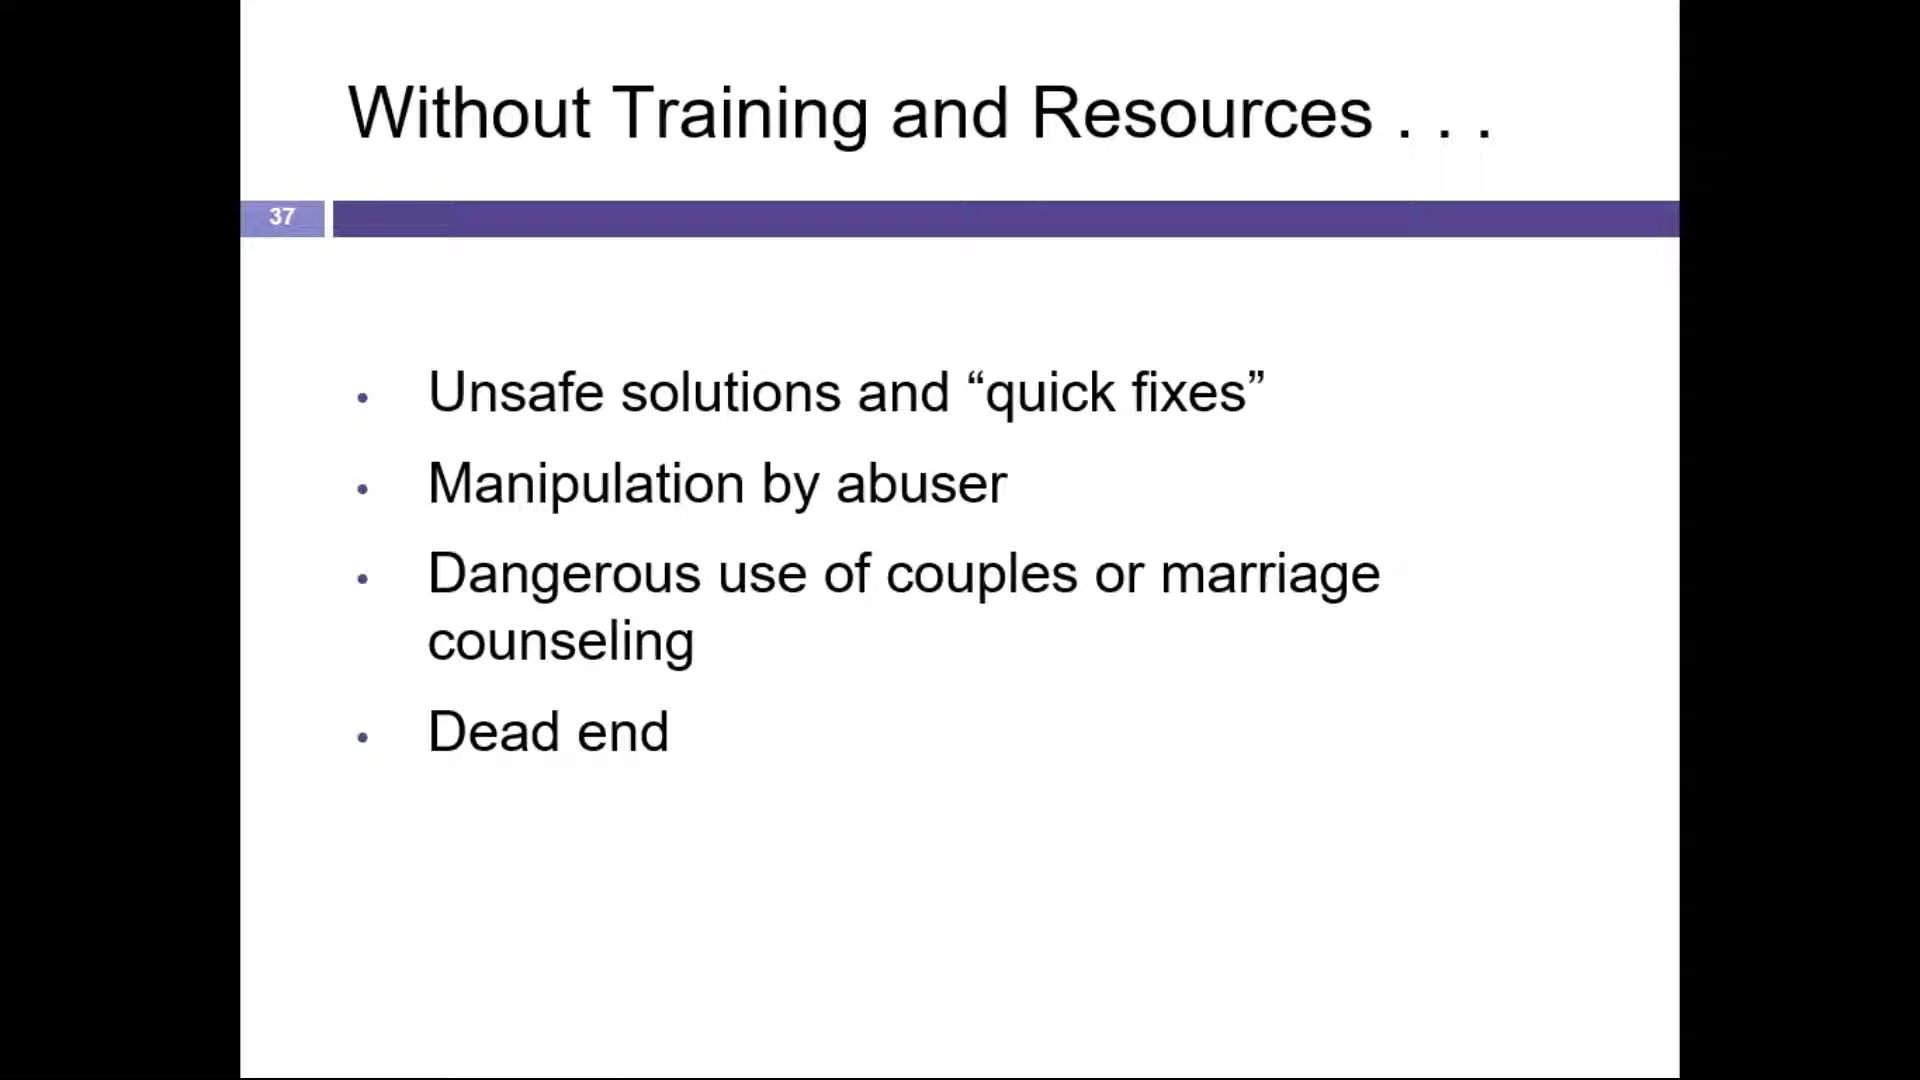 Without Training and Resources . . .
37
• Unsafe solutions and “quick fixes”
• Manipulation by abuser
• Dangerous use of couples or marriage
counseling
• Dead end